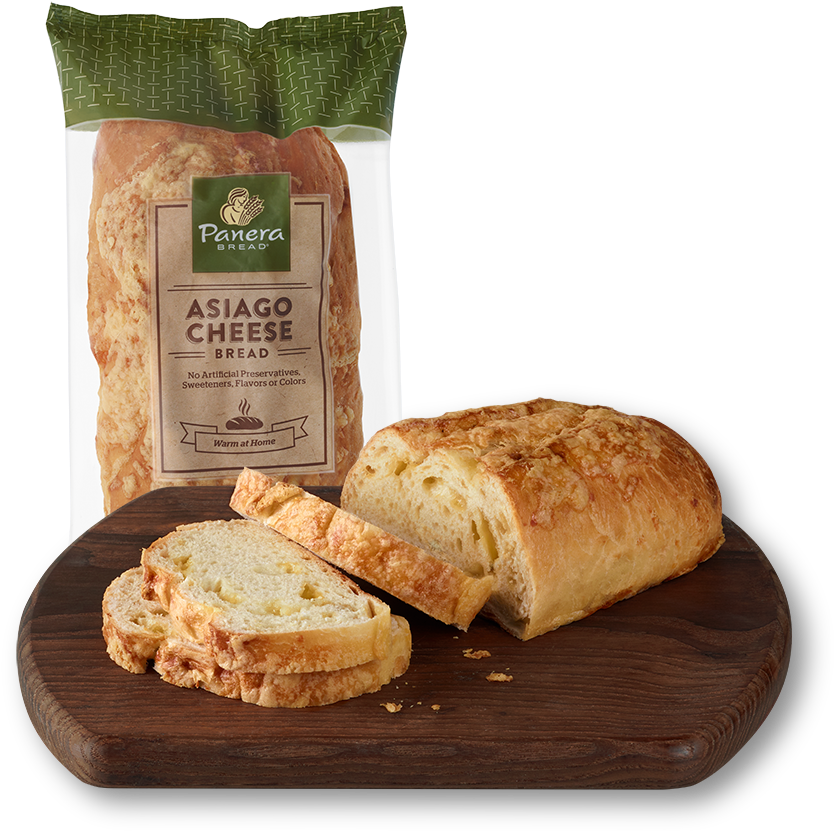 Panera
BREAD®
ASIAGO
CHEESE
BREAD
No Artificial Preservatives,
Sweeteners, Flavors or Colors
Warm at Home